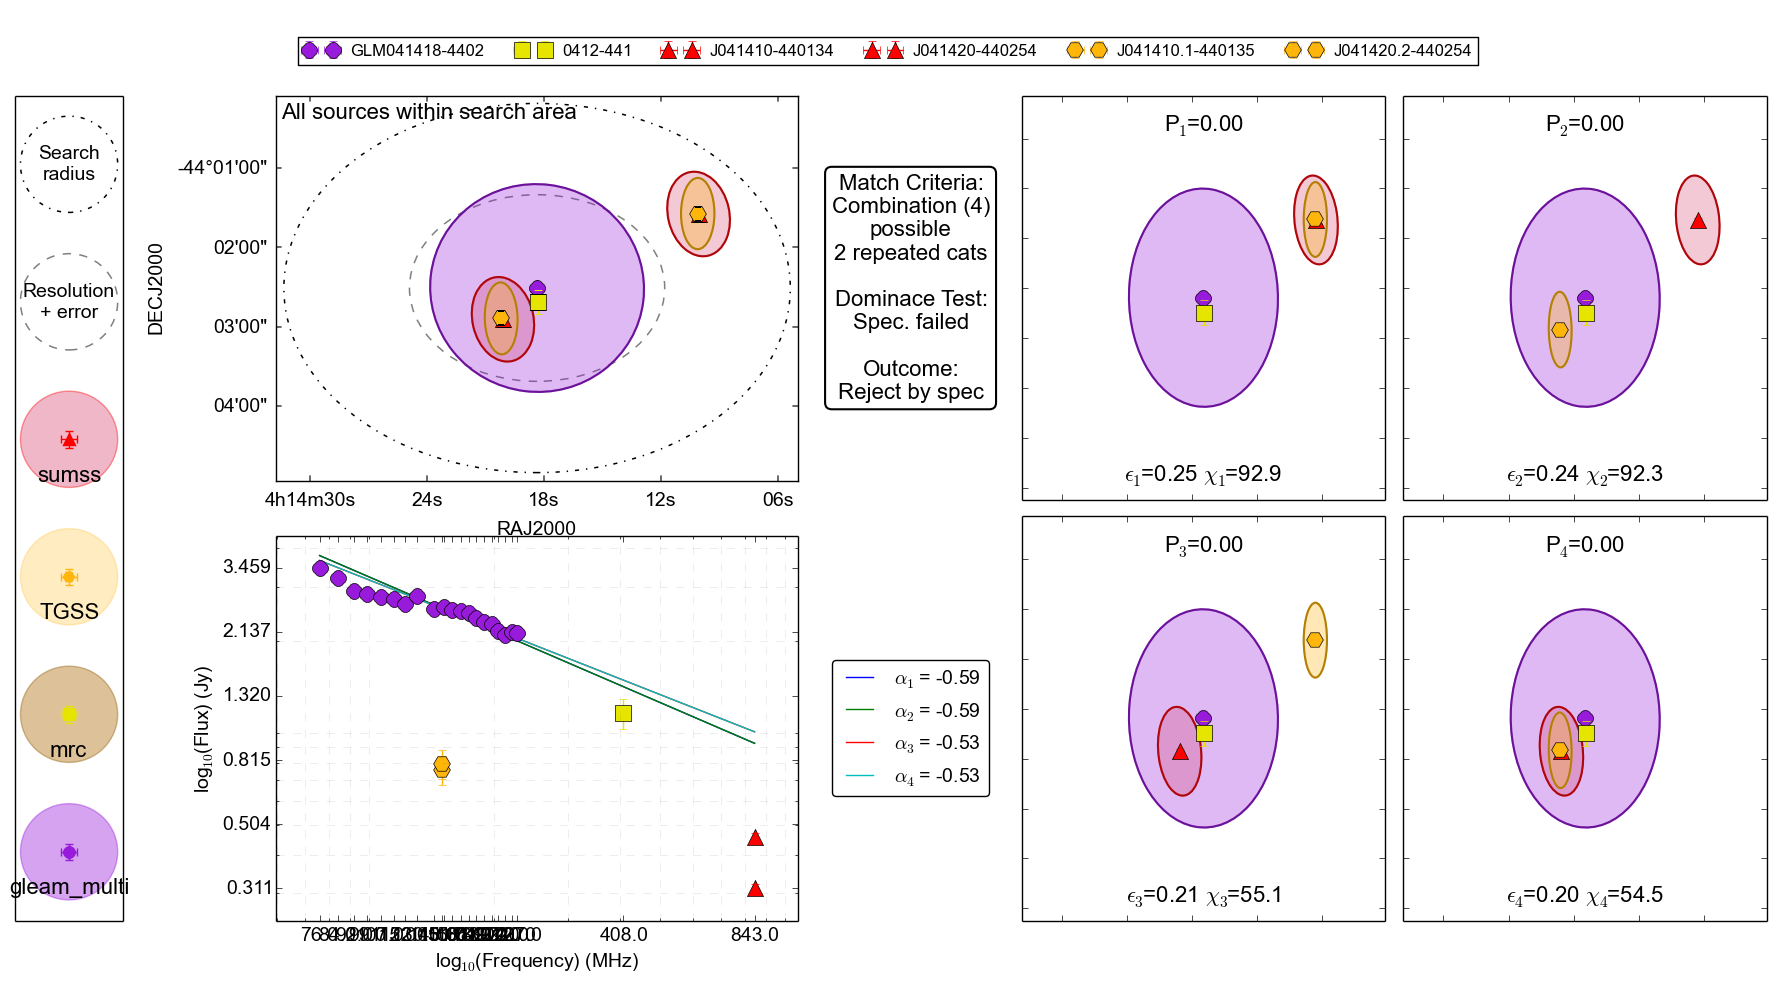 GLM041418-4402
0412-441
J041410-440134
J041420-440254
J041410.1-440135
J041420.2-440254
Search
radius
Resolution
+ error
sumss
TGSS
mrc
gleam_multi
All sources within search area
DECJ2000
-44°01'00"
02'00"
03'00"
04'00"
4h14m30s
24s
18s
12s
06s
RAJ2000
Match Criteria:
Combination (4)
possible
2 repeated cats
Dominace Test:
Spec. failed
Outcome:
Reject by spec
P1=0.00
ϵ1=0.25 χ1=92.9
P2=0.00
ϵ2=0.24 χ2=92.3
P3=0.00
ϵ3=0.21 χ3=55.1
P4=0.00
ϵ4=0.20 χ4=54.5
log10(Flux) (Jy)
3.459
2.137
1.320
0.815
0.504
0.311
408.0
843.0
log10(Frequency) (MHz)
α1 = -0.59
α2 = -0.59
α3 = -0.53
α4 = -0.53